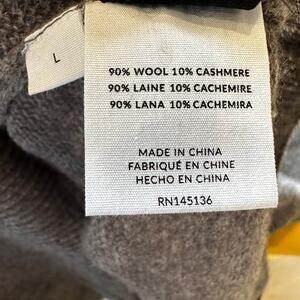 L
90% WOOL 10% CASHMERE
90% LAINE 10% CACHEMIRE
90% LANA 10% CACHEMIRA
MADE IN CHINA
FABRIQUÉ EN CHINE
HECHO EN CHINA
RN145136